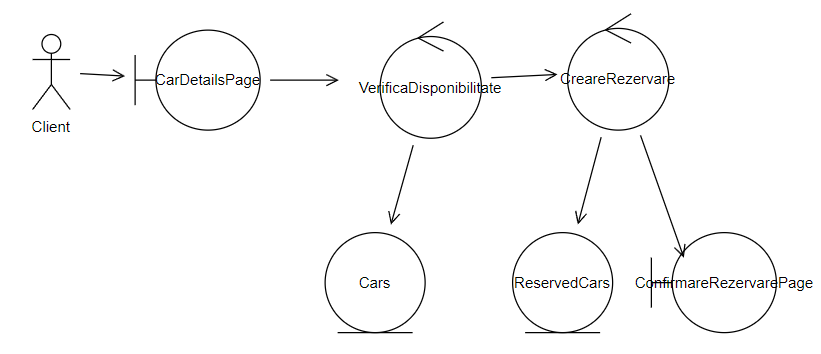 Client
CarDetailsPage
VerificaDisponibilitate
CreareRezervare
Cars
ReservedCars
ConfirmareRezervarePage